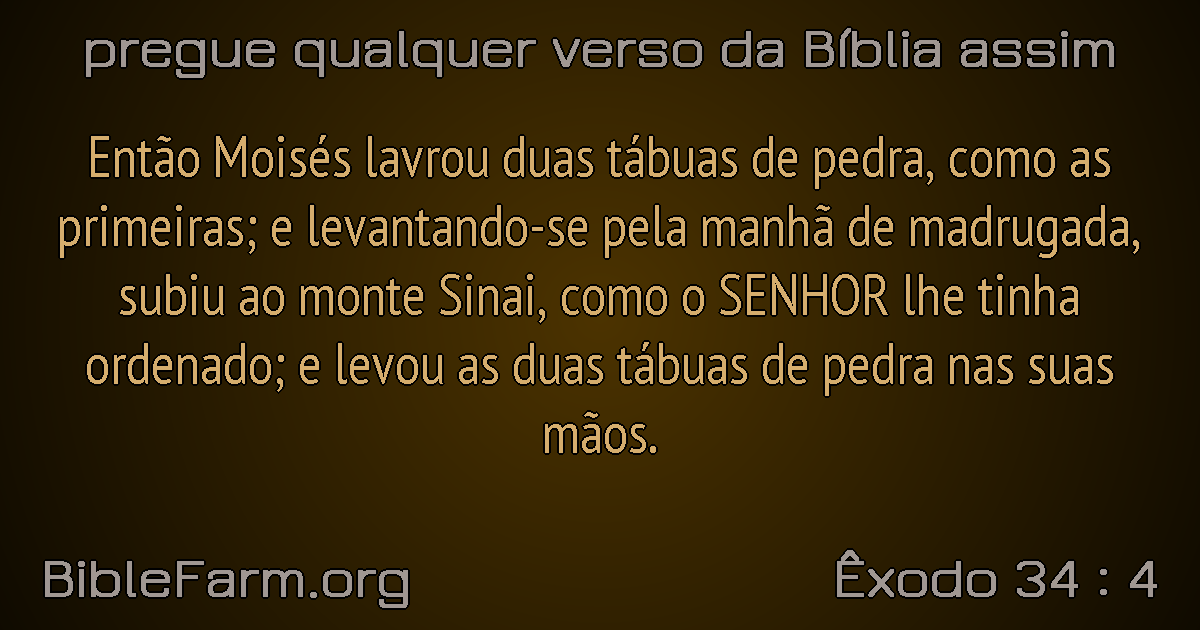 pregue qualquer verso da Bíblia assim
Então Moisés lavrou duas tábuas de pedra, como as
primeiras; e levantando-se pela manhã de madrugada,
subiu ao monte Sinai, como o SENHOR lhe tinha
ordenado; e levou as duas tábuas de pedra nas suas
mãos.
BibleFarm.org
Êxodo 34 : 4